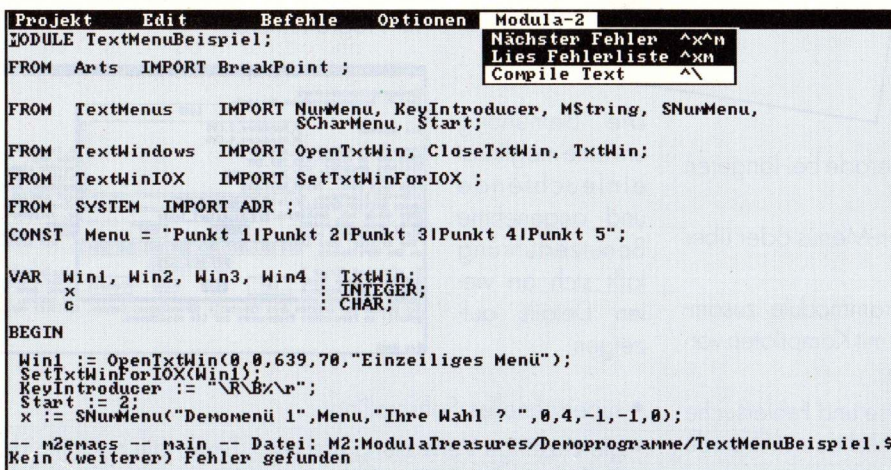 Projekt Edit Befehle Optionen Modula-2
MODULE TextMenuBeispiel;
Nächster Fehler ^x^n
Lies Fehlerliste ^xm
Compile Text ^\
FROM Arts IMPORT BreakPoint ;
FROM TextMenus IMPORT NumMenu, KeyIntroducer, MString, SNumMenu,
SCharMenu, Start;
FROM TextWindows IMPORT OpenTxtWin, CloseTxtWin, TxtWin;
FROM TextWinIOX IMPORT SetTxtWinForIOX ;
FROM SYSTEM IMPORT ADR ;
CONST Menu = "Punkt 1|Punkt 2|Punkt 3|Punkt 4|Punkt 5";
VAR Win1, Win2, Win3, Win4 : TxtWin;
x : INTEGER;
c : CHAR;
BEGIN
Win1 := OpenTxtWin(0,0,639,70,"Einzeiliges Menü");
SetTxtWinForIOX(Win1);
KeyIntroducer := "\R\B%\r";
Start := 2;
x := SNumMenu("Demomenü 1",Menu,"Ihre Wahl ? ",0,4,-1,-1,0);
-- m2emacs -- main -- Datei: M2:ModulaTreasures/Demoprogramme/TextMenuBeispiel.$
Kein (weiterer) Fehler gefunden